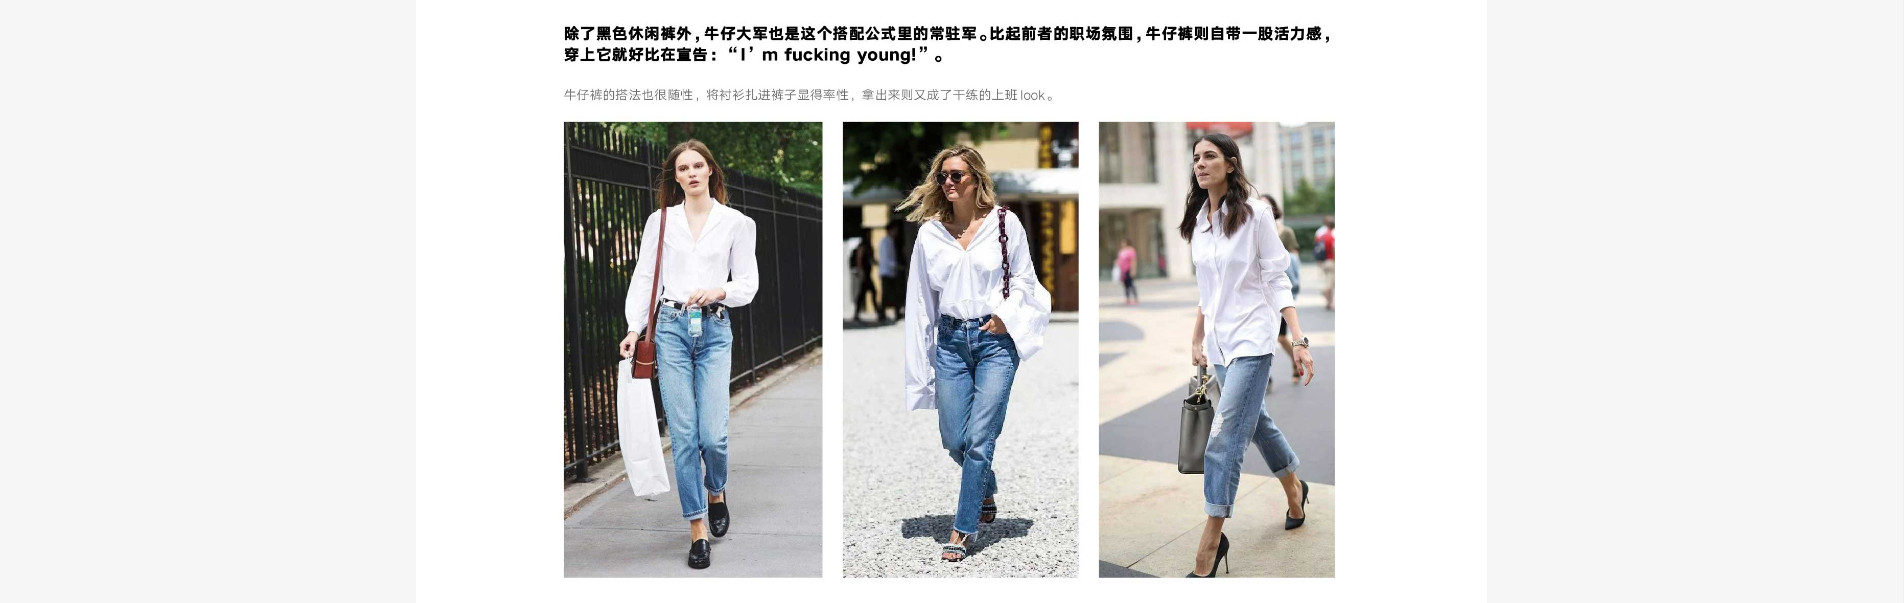 除了黑色休闲裤外，牛仔大军也是这个搭配公式里的常驻军。比起前者的职场氛围，牛仔裤则自带一股活力感，
穿上它就好比在宣告：“I’m fucking young!”。
牛仔裤的搭法也很随性，将衬衫扎进裤子显得率性，拿出来则又成了干练的上班look。